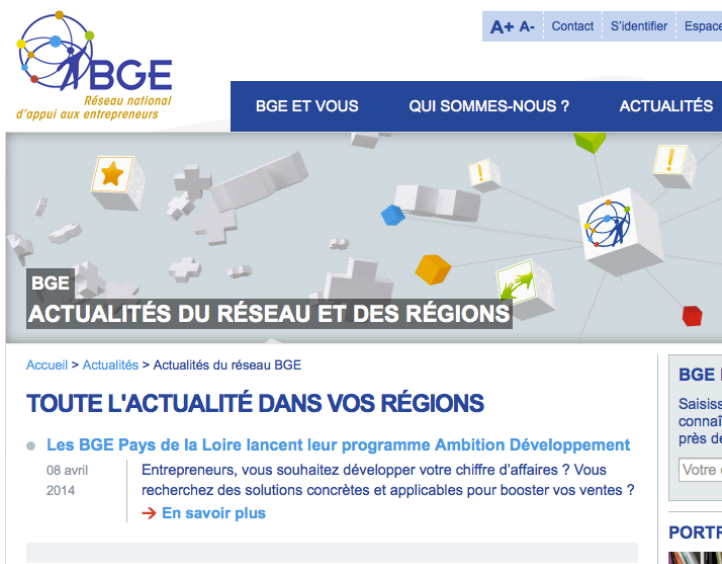 A+ A- Contact S'identifier Espace
BGE
Réseau national
d'appui aux entrepreneurs
BGE ET VOUS QUI SOMMES-NOUS ? ACTUALITÉS
BGE
ACTUALITÉS DU RÉSEAU ET DES RÉGIONS
Accueil > Actualités > Actualités du réseau BGE
TOUTE L'ACTUALITÉ DANS VOS RÉGIONS
Les BGE Pays de la Loire lancent leur programme Ambition Développement
08 avril
2014
Entrepreneurs, vous souhaitez développer votre chiffre d'affaires ? Vous
recherchez des solutions concrètes et applicables pour booster vos ventes ?
→ En savoir plus
BGE
Saisiss
connaî
près de
Votre
PORTR